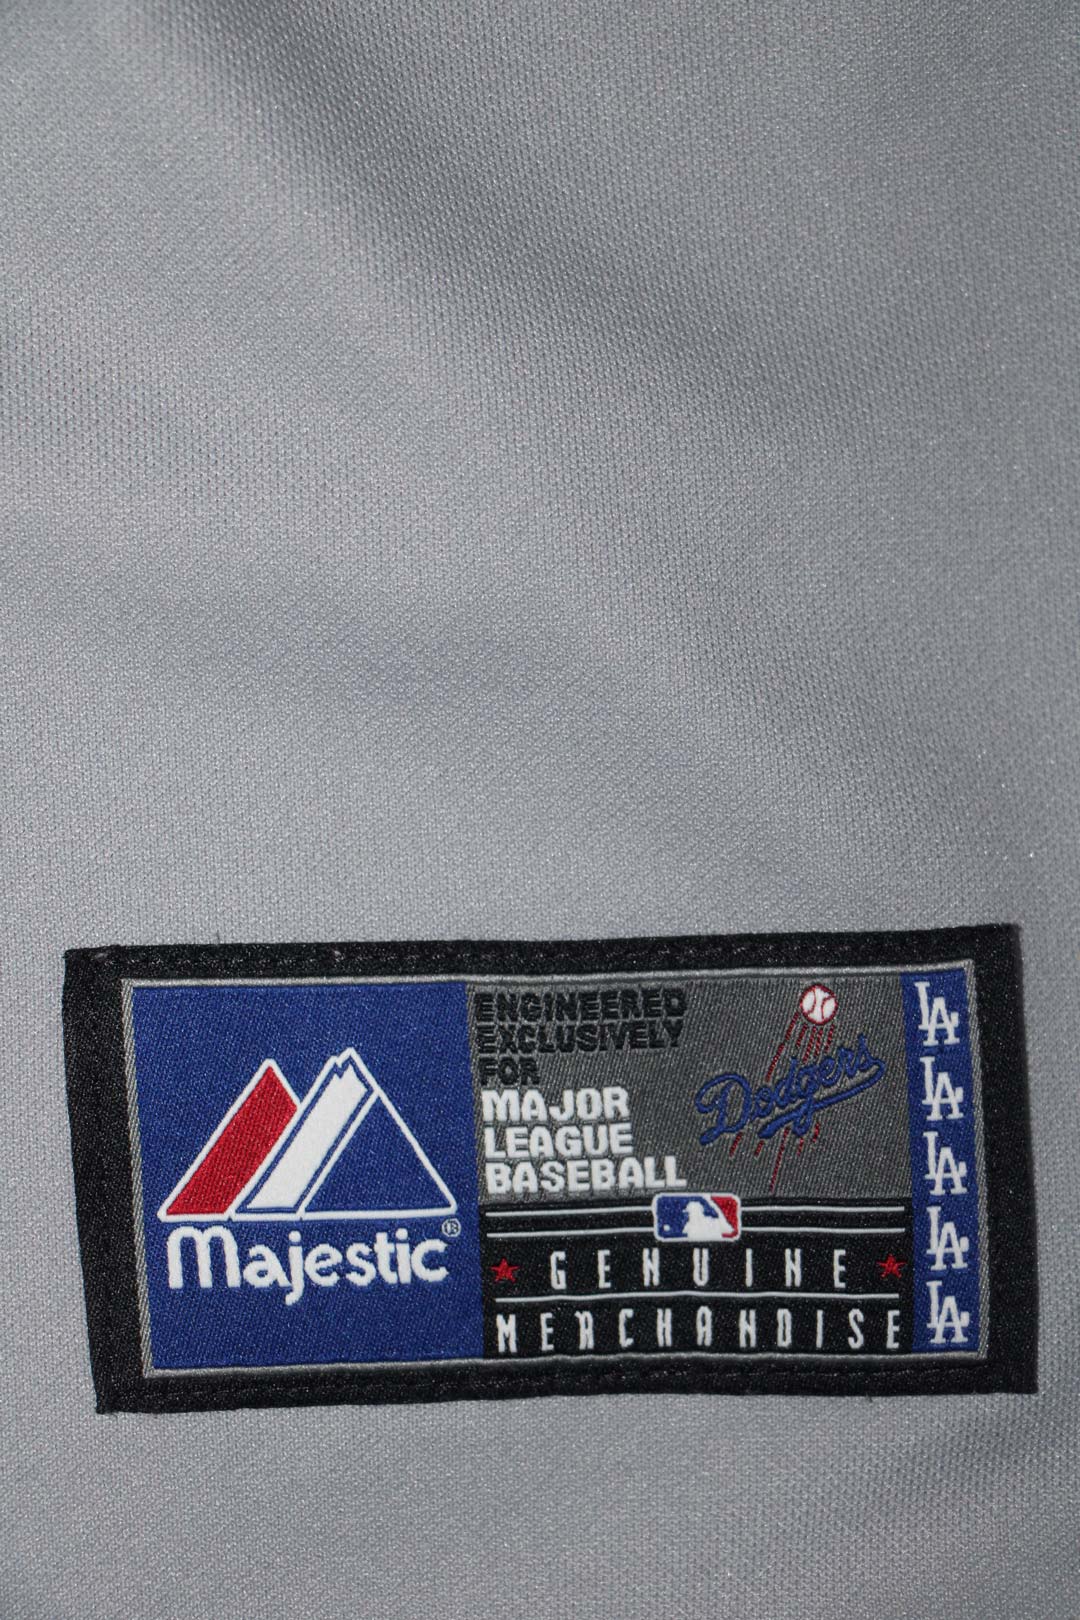 Majestic®
ENGINEERED
EXCLUSIVELY
FOR
MAJOR
LEAGUE
BASEBALL
Dodgers
GENUINE
MERCHANDISE
LA
LA
LA
LA
LA